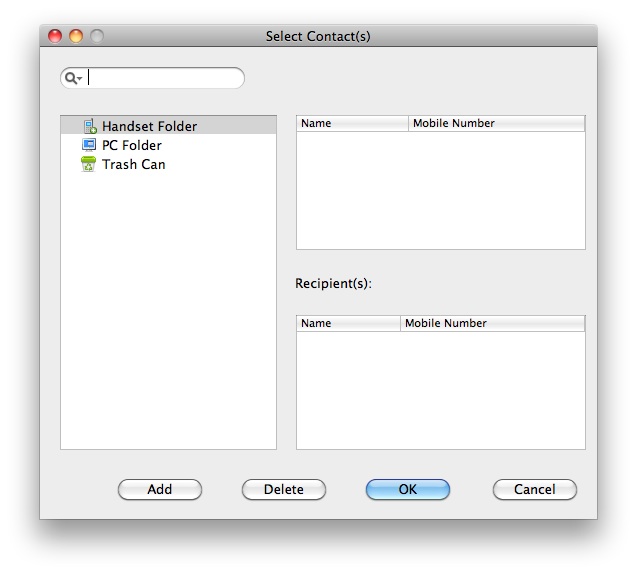 Select Contact(s)
Handset Folder
PC Folder
Trash Can
Name Mobile Number
Recipient(s):
Name Mobile Number
Add Delete OK Cancel